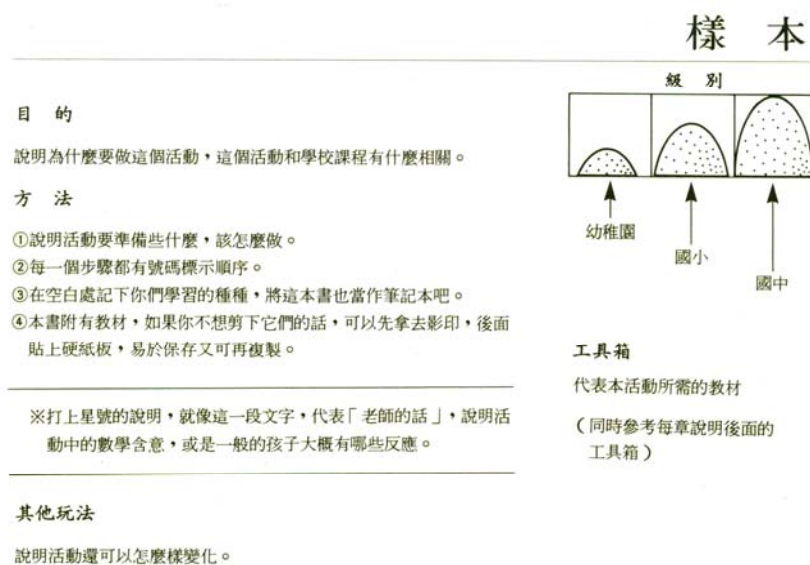 樣本
目的
說明為什麼要做這個活動，這個活動和學校課程有什麼相關。
方法
①說明活動要準備些什麼，該怎麼做。
②每一個步驟都有號碼標示順序。
③在空白處記下你們學習的種種，將這本書也當作筆記本吧。
④本書附有教材，如果你不想剪下它們的話，可以先拿去影印，後面
貼上硬紙板，易於保存又可再複製。
※打上星號的說明，就像這一段文字，代表「老師的話」，說明活
動中的數學含意，或是一般的孩子大概有哪些反應。
其他玩法
說明活動還可以怎麼樣變化。
級別
幼稚園
國小
國中
工具箱
代表本活動所需的教材
（同時參考每章說明後面的
工具箱）